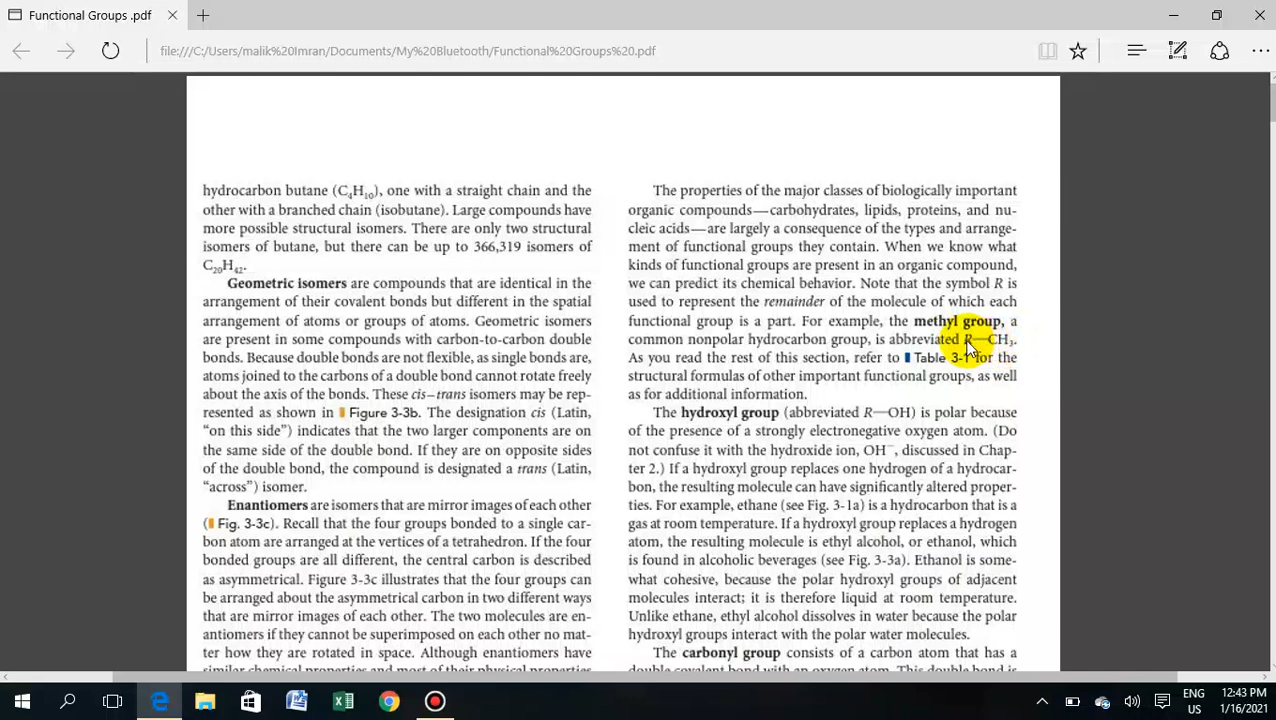 Functional Groups .pdf
file:///C:/Users/malik%20Imran/Documents/My%20Bluetooth/Functional%20Groups%20.pdf
hydrocarbon butane (C₄H₁₀), one with a straight chain and the
other with a branched chain (isobutane). Large compounds have
more possible structural isomers. There are only two structural
isomers of butane, but there can be up to 366,319 isomers of
C₂₀H₄₂.
Geometric isomers are compounds that are identical in the
arrangement of their covalent bonds but different in the spatial
arrangement of atoms or groups of atoms. Geometric isomers
are present in some compounds with carbon-to-carbon double
bonds. Because double bonds are not flexible, as single bonds are,
atoms joined to the carbons of a double bond cannot rotate freely
about the axis of the bonds. These cis–trans isomers may be rep-
resented as shown in Figure 3-3b. The designation cis (Latin,
“on this side”) indicates that the two larger components are on
the same side of the double bond. If they are on opposite sides
of the double bond, the compound is designated a trans (Latin,
“across”) isomer.
Enantiomers are isomers that are mirror images of each other
(Fig. 3-3c). Recall that the four groups bonded to a single car-
bon atom are arranged at the vertices of a tetrahedron. If the four
bonded groups are all different, the central carbon is described
as asymmetrical. Figure 3-3c illustrates that the four groups can
be arranged about the asymmetrical carbon in two different ways
that are mirror images of each other. The two molecules are en-
antiomers if they cannot be superimposed on each other no mat-
ter how they are rotated in space. Although enantiomers have
similar chemical properties and most of their physical properties
The properties of the major classes of biologically important
organic compounds—carbohydrates, lipids, proteins, and nu-
cleic acids—are largely a consequence of the types and arrange-
ment of functional groups they contain. When we know what
kinds of functional groups are present in an organic compound,
we can predict its chemical behavior. Note that the symbol R is
used to represent the remainder of the molecule of which each
functional group is a part. For example, the methyl group, a
common nonpolar hydrocarbon group, is abbreviated R—CH₃.
As you read the rest of this section, refer to Table 3-1 for the
structural formulas of other important functional groups, as well
as for additional information.
The hydroxyl group (abbreviated R—OH) is polar because
of the presence of a strongly electronegative oxygen atom. (Do
not confuse it with the hydroxide ion, OH⁻, discussed in Chap-
ter 2.) If a hydroxyl group replaces one hydrogen of a hydrocar-
bon, the resulting molecule can have significantly altered proper-
ties. For example, ethane (see Fig. 3-1a) is a hydrocarbon that is a
gas at room temperature. If a hydroxyl group replaces a hydrogen
atom, the resulting molecule is ethyl alcohol, or ethanol, which
is found in alcoholic beverages (see Fig. 3-3a). Ethanol is some-
what cohesive, because the polar hydroxyl groups of adjacent
molecules interact; it is therefore liquid at room temperature.
Unlike ethane, ethyl alcohol dissolves in water because the polar
hydroxyl groups interact with the polar water molecules.
The carbonyl group consists of a carbon atom that has a
double covalent bond with an oxygen atom. This double bond is
ENG
US
12:43 PM
1/16/2021